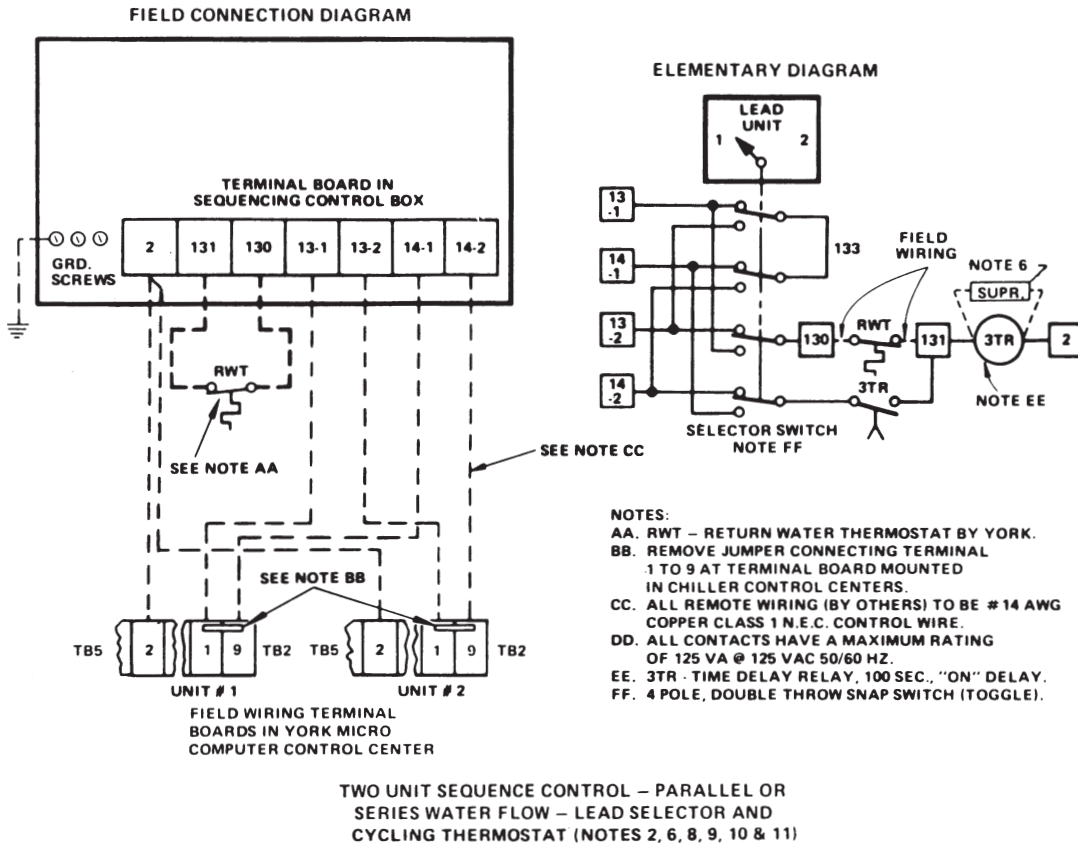 FIELD CONNECTION DIAGRAM
TERMINAL BOARD IN
SEQUENCING CONTROL BOX
GRD.
SCREWS
2 131 130 13-1 13-2 14-1 14-2
RWT
SEE NOTE AA
SEE NOTE CC
SEE NOTE BB
TB5 2 1 9 TB2 TB5 2 1 9 TB2
UNIT # 1 UNIT # 2
FIELD WIRING TERMINAL
BOARDS IN YORK MICRO
COMPUTER CONTROL CENTER
ELEMENTARY DIAGRAM
LEAD
UNIT
1 2
13
-1
14
-1
13
-2
14
-2
133
FIELD
WIRING
NOTE 6
SUPR.
130 RWT 131 3TR 2
3TR
NOTE EE
SELECTOR SWITCH
NOTE FF
NOTES:
AA. RWT – RETURN WATER THERMOSTAT BY YORK.
BB. REMOVE JUMPER CONNECTING TERMINAL
1 TO 9 AT TERMINAL BOARD MOUNTED
IN CHILLER CONTROL CENTERS.
CC. ALL REMOTE WIRING (BY OTHERS) TO BE # 14 AWG
COPPER CLASS 1 N.E.C. CONTROL WIRE.
DD. ALL CONTACTS HAVE A MAXIMUM RATING
OF 125 VA @ 125 VAC 50/60 HZ.
EE. 3TR - TIME DELAY RELAY, 100 SEC., "ON" DELAY.
FF. 4 POLE, DOUBLE THROW SNAP SWITCH (TOGGLE).
TWO UNIT SEQUENCE CONTROL – PARALLEL OR
SERIES WATER FLOW – LEAD SELECTOR AND
CYCLING THERMOSTAT (NOTES 2, 6, 8, 9, 10 & 11)